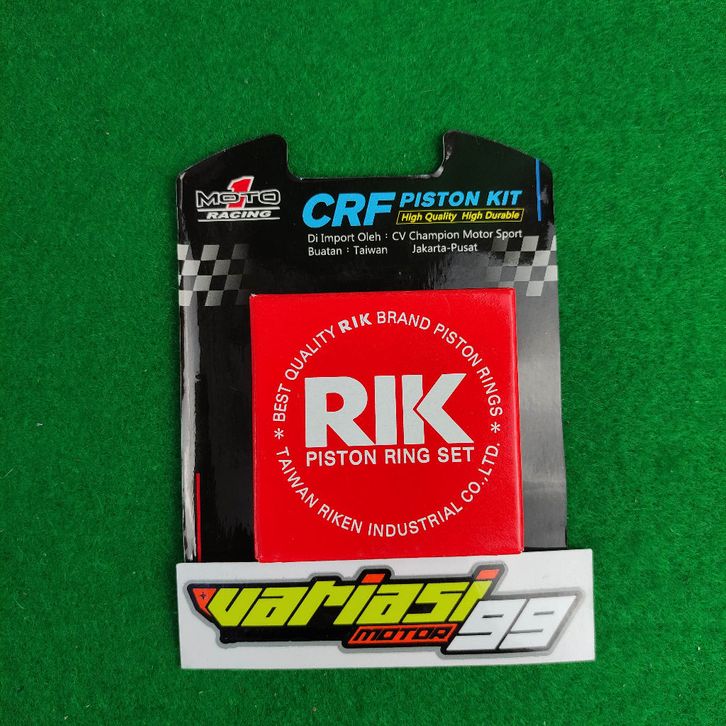 MOTO 1
RACING
CRF PISTON KIT
High Quality High Durable
Di Import Oleh : CV Champion Motor Sport
Buatan : Taiwan Jakarta-Pusat
* BEST QUALITY RIK BRAND PISTON RINGS *
RIK
PISTON RING SET
TAIWAN RIKEN INDUSTRIAL CO.,LTD.
Variasi
MOTOR 99